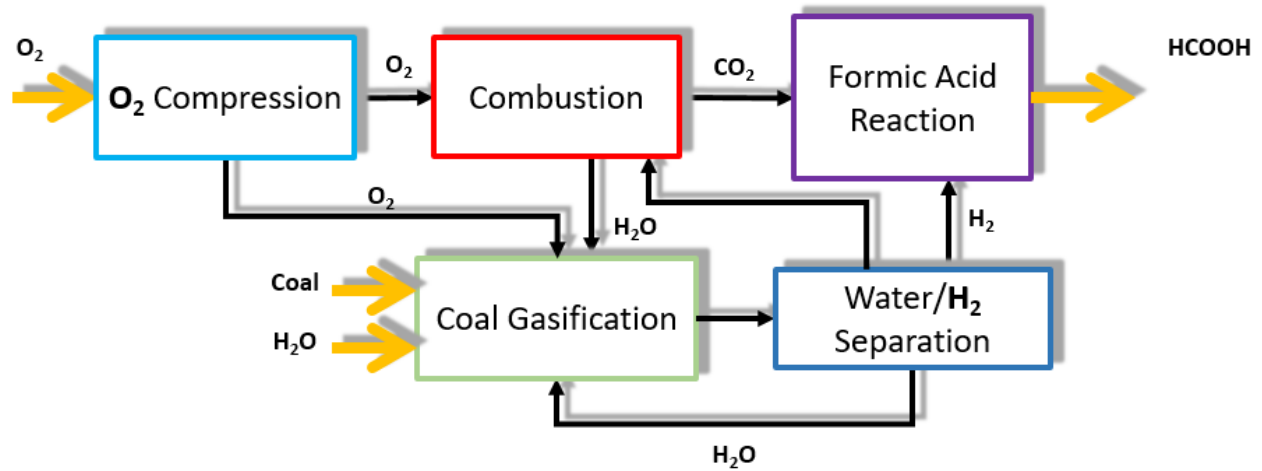 O₂
O₂ Compression
O₂
Combustion
CO₂
Formic Acid
Reaction
HCOOH
O₂
H₂O
H₂
Coal
H₂O
Coal Gasification
Water/H₂
Separation
H₂O